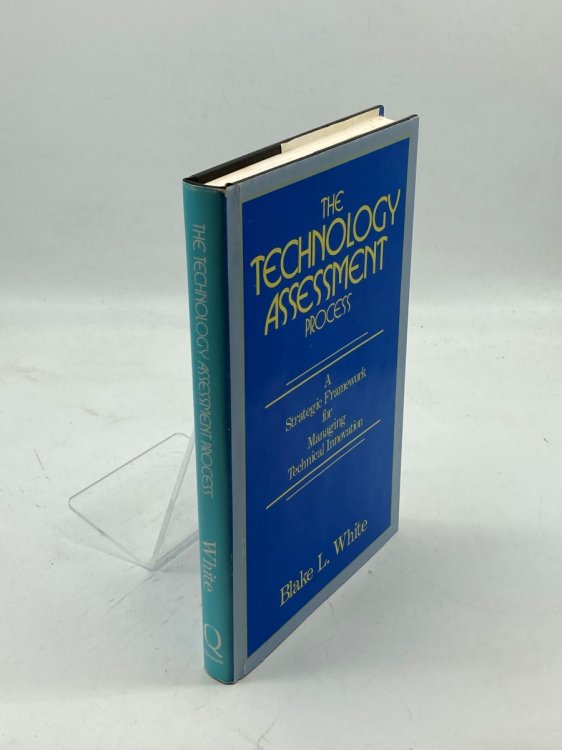 THE
TECHNOLOGY
ASSESSMENT
PROCESS
A
Strategic Framework
for
Managing
Technical Innovation
Blake L. White
THE TECHNOLOGY ASSESSMENT PROCESS
White
Q